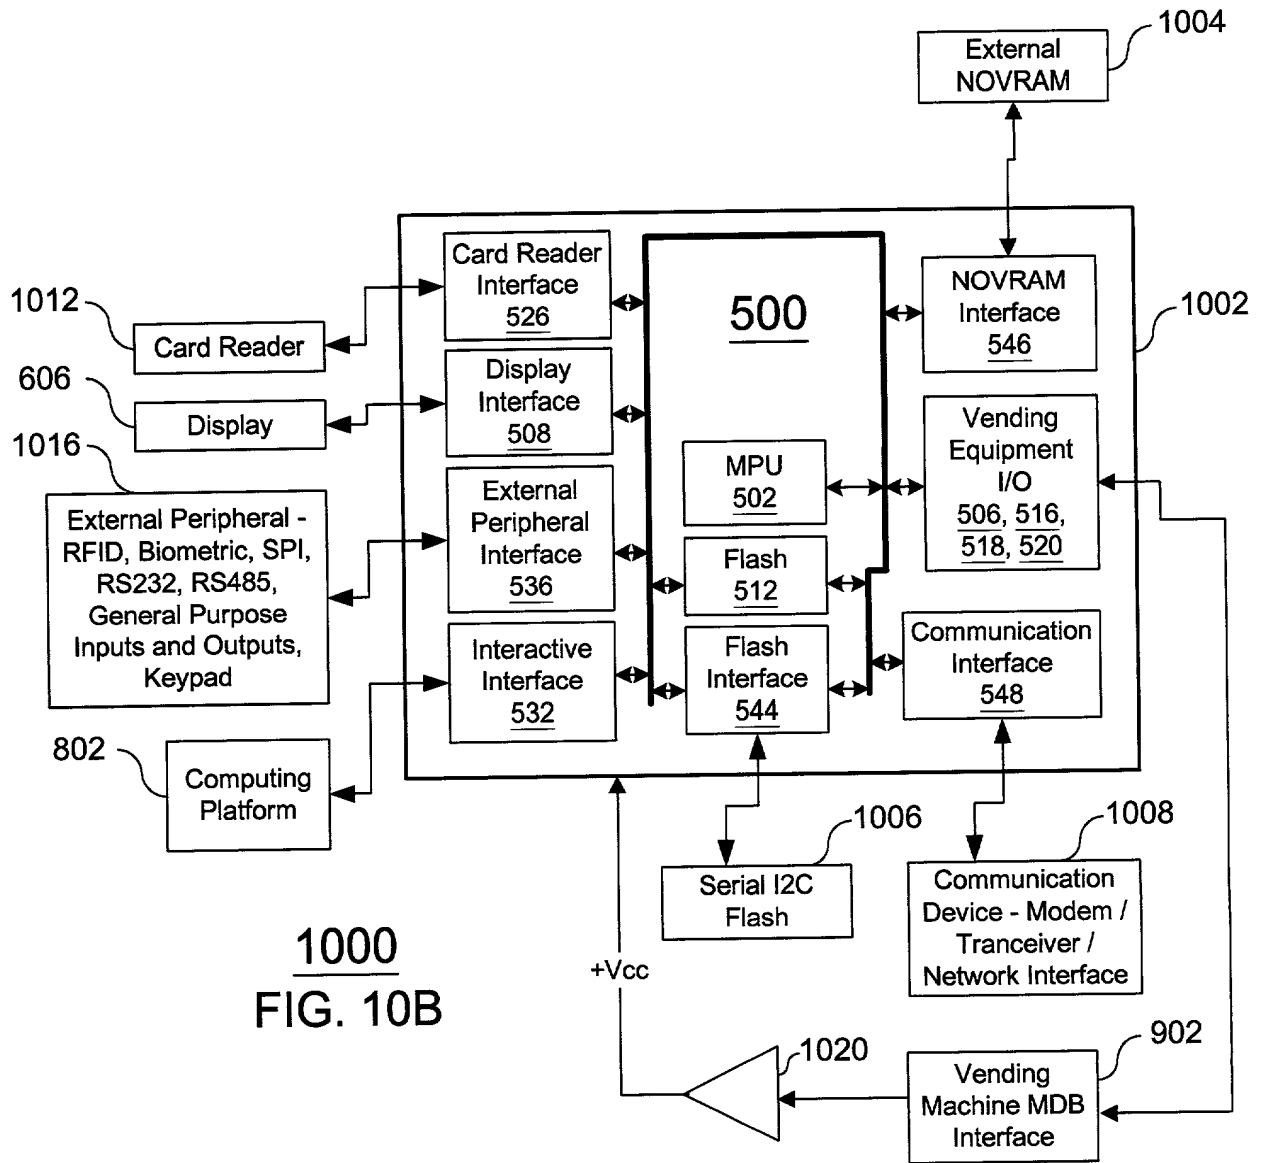 1004
External
NOVRAM
1002
1012
Card Reader
606
Display
1016
External Peripheral -
RFID, Biometric, SPI,
RS232, RS485,
General Purpose
Inputs and Outputs,
Keypad
802
Computing
Platform
Card Reader
Interface
526
Display
Interface
508
External
Peripheral
Interface
536
Interactive
Interface
532
500
MPU
502
Flash
512
Flash
Interface
544
NOVRAM
Interface
546
Vending
Equipment
I/O
506, 516,
518, 520
Communication
Interface
548
1006
Serial I2C
Flash
1008
Communication
Device - Modem /
Tranceiver /
Network Interface
+Vcc
1020
902
Vending
Machine MDB
Interface
1000
FIG. 10B